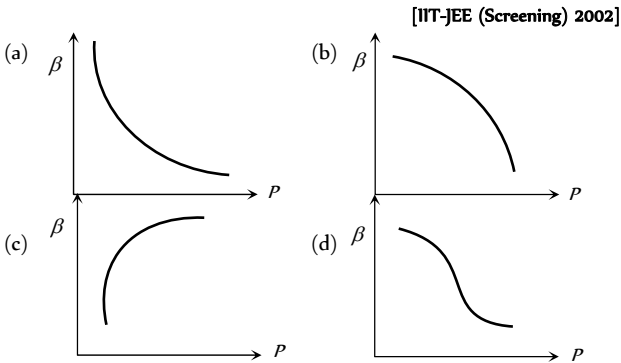 [IIT-JEE (Screening) 2002]
(a) β P
(b) β P
(c) β P
(d) β P